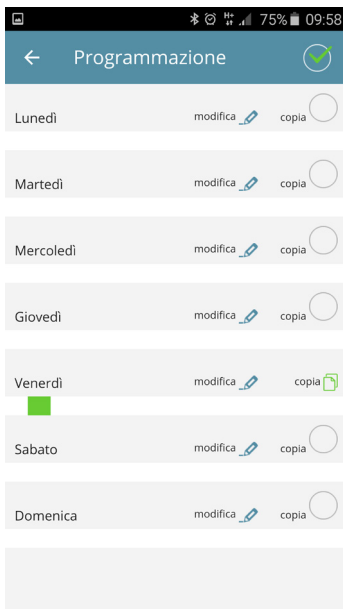 75% 09:58
Programmazione
Lunedì modifica copia
Martedì modifica copia
Mercoledì modifica copia
Giovedì modifica copia
Venerdì modifica copia
Sabato modifica copia
Domenica modifica copia